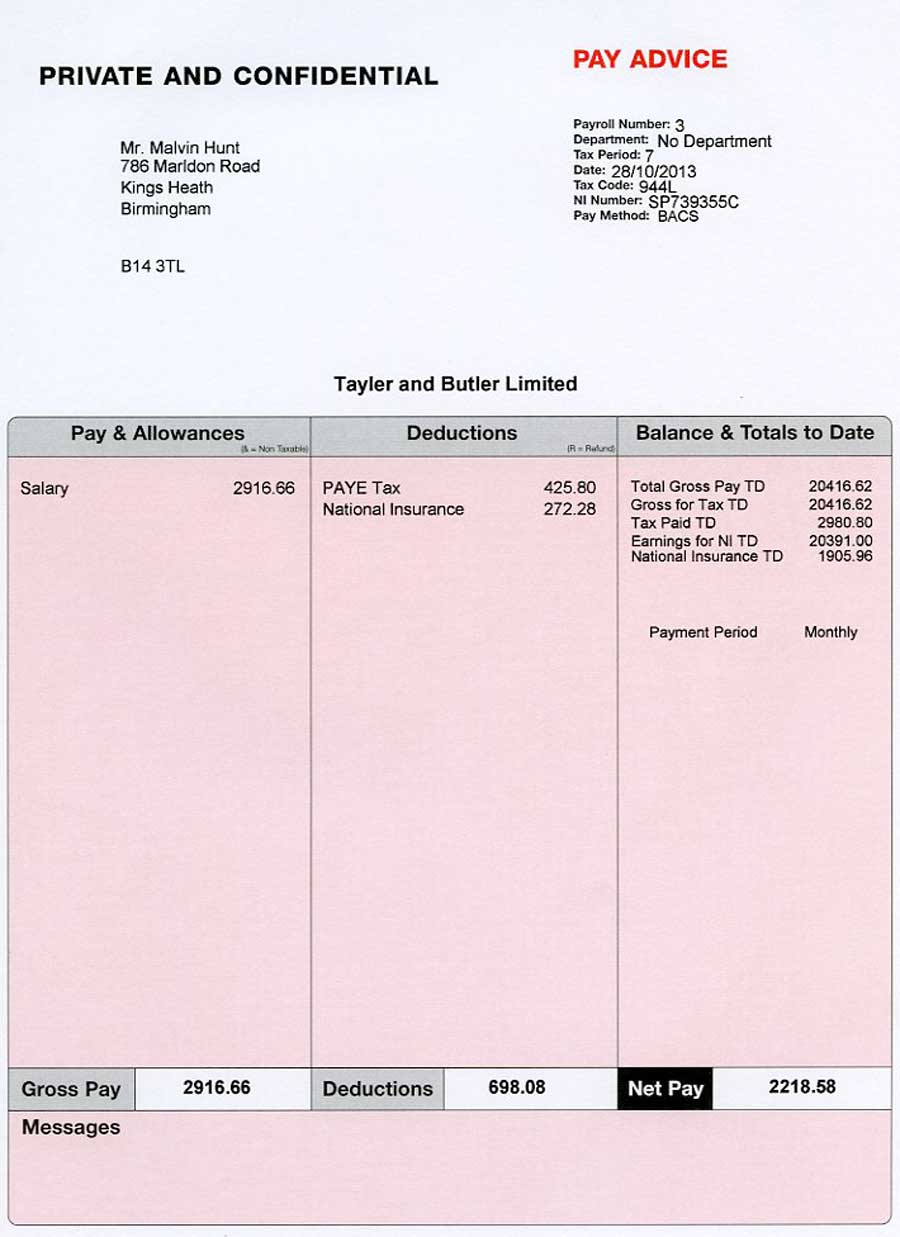 PRIVATE AND CONFIDENTIAL
PAY ADVICE
Mr. Malvin Hunt
786 Marldon Road
Kings Heath
Birmingham
B14 3TL
Payroll Number: 3
Department: No Department
Tax Period: 7
Date: 28/10/2013
Tax Code: 944L
NI Number: SP739355C
Pay Method: BACS
Tayler and Butler Limited
Pay & Allowances
(& = Non Taxable)
Deductions
(R = Refund)
Balance & Totals to Date
Salary 2916.66
PAYE Tax 425.80
National Insurance 272.28
Total Gross Pay TD 20416.62
Gross for Tax TD 20416.62
Tax Paid TD 2980.80
Earnings for NI TD 20391.00
National Insurance TD 1905.96
Payment Period Monthly
Gross Pay 2916.66
Deductions 698.08
Net Pay 2218.58
Messages